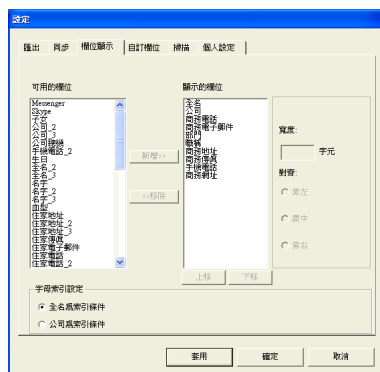 設定
匯出 同步 欄位顯示 自訂欄位 掃描 個人設定
可用的欄位
Messenger
Skype
子女
公司_2
公司_3
公司總機
手機電話_2
生日
全名_2
全名_3
名字
名字_2
名字_3
血型
住家地址
住家地址_2
住家地址_3
住家傳真
住家電子郵件
住家電話
住家電話_2
新增>>
<<移除
顯示的欄位
全名
公司
商務電話
商務電子郵件
部門
職稱
商務地址
商務傳真
手機電話
商務網址
上移 下移
寬度:
字元
對齊:
靠左
置中
靠右
字母索引設定
全名為索引條件
公司為索引條件
套用 確定 取消